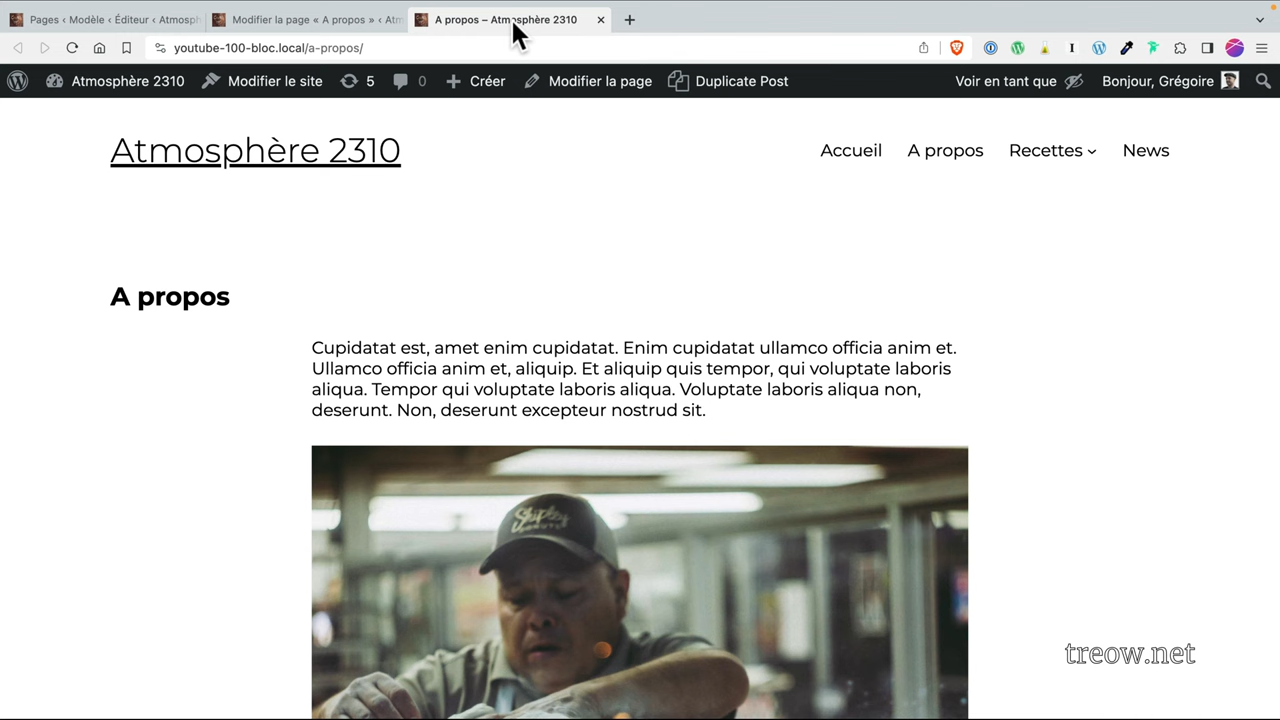 Pages ‹ Modèle ‹ Éditeur ‹ Atmosph
Modifier la page « A propos » ‹ Atm
A propos – Atmosphère 2310
youtube-100-bloc.local/a-propos/
Atmosphère 2310
Modifier le site
5
0
Créer
Modifier la page
Duplicate Post
Voir en tant que
Bonjour, Grégoire
Atmosphère 2310
Accueil
A propos
Recettes
News
A propos
Cupidatat est, amet enim cupidatat. Enim cupidatat ullamco officia anim et.
Ullamco officia anim et, aliquip. Et aliquip quis tempor, qui voluptate laboris
aliqua. Tempor qui voluptate laboris aliqua. Voluptate laboris aliqua non,
deserunt. Non, deserunt excepteur nostrud sit.
Shipley
DONUTS
treow.net